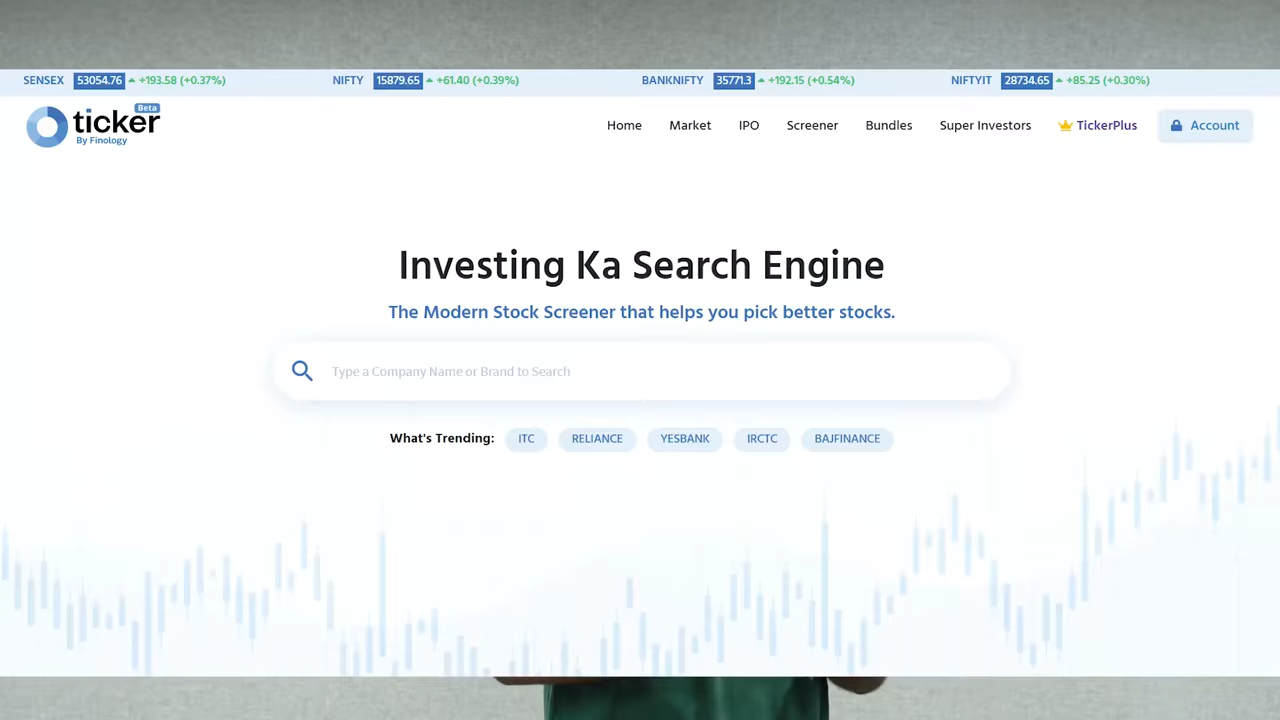 SENSEX 53054.76 +193.58 (+0.37%) NIFTY 15879.65 +61.40 (+0.39%) BANKNIFTY 35771.3 +192.15 (+0.54%) NIFTYIT 28734.65 +85.25 (+0.30%)
ticker Beta
By Finology
Home Market IPO Screener Bundles Super Investors TickerPlus Account
Investing Ka Search Engine
The Modern Stock Screener that helps you pick better stocks.
Type a Company Name or Brand to Search
What's Trending: ITC RELIANCE YESBANK IRCTC BAJFINANCE